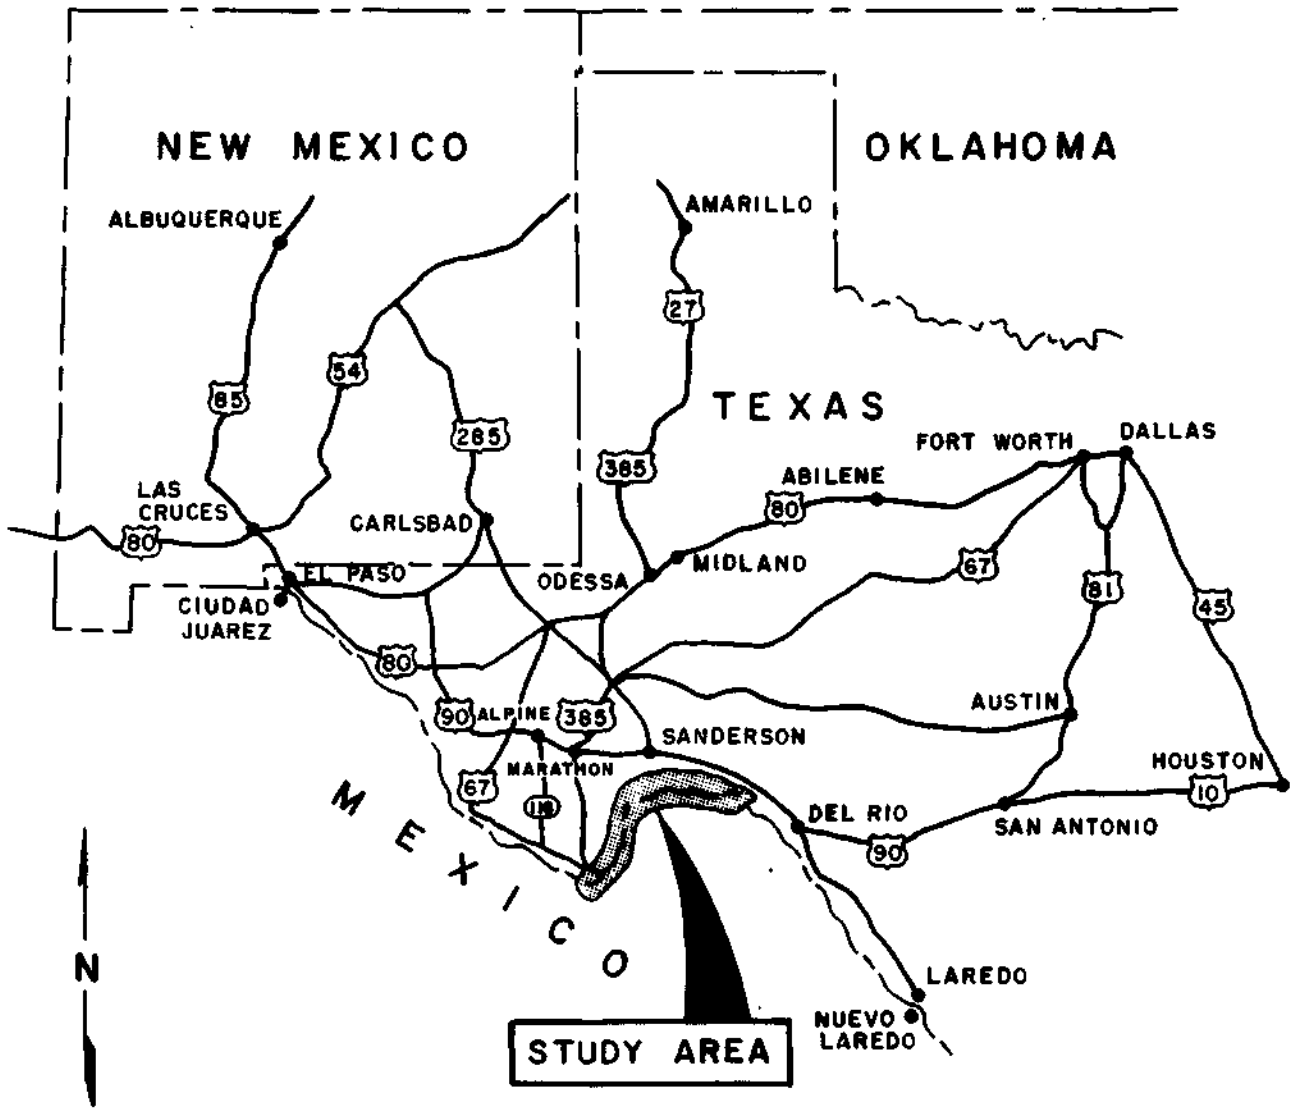 NEW MEXICO
OKLAHOMA
ALBUQUERQUE
AMARILLO
27
54
85
TEXAS
285
FORT WORTH
DALLAS
385
ABILENE
LAS
CRUCES
80
CARLSBAD
80
MIDLAND
67
EL PASO
ODESSA
81
CIUDAD
JUAREZ
45
80
90
ALPINE
385
AUSTIN
SANDERSON
MARATHON
HOUSTON
67
118
10
MEXICO
DEL RIO
SAN ANTONIO
90
N
LAREDO
NUEVO
LAREDO
STUDY AREA